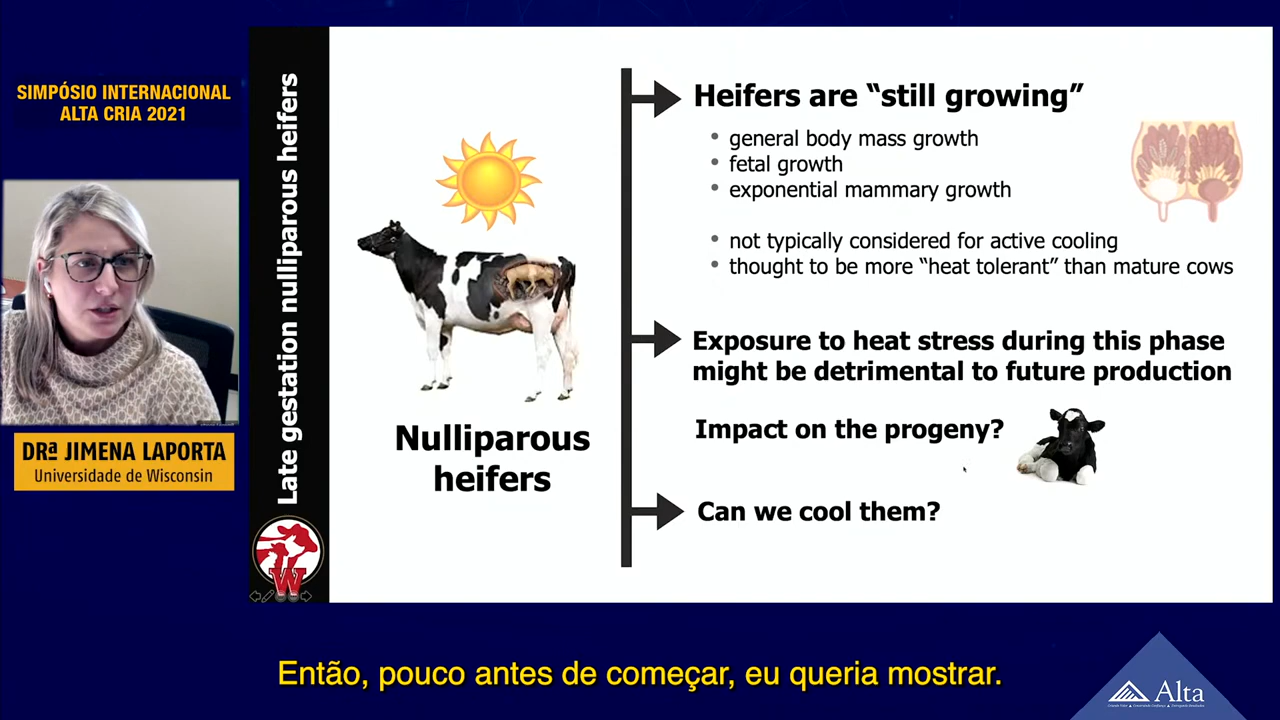 SIMPÓSIO INTERNACIONAL
ALTA CRIA 2021
DRª JIMENA LAPORTA
Universidade de Wisconsin
Late gestation nulliparous heifers
W
Nulliparous
heifers
Heifers are “still growing”
• general body mass growth
• fetal growth
• exponential mammary growth
• not typically considered for active cooling
• thought to be more “heat tolerant” than mature cows
Exposure to heat stress during this phase
might be detrimental to future production
Impact on the progeny?
Can we cool them?
Então, pouco antes de começar, eu queria mostrar.
Alta